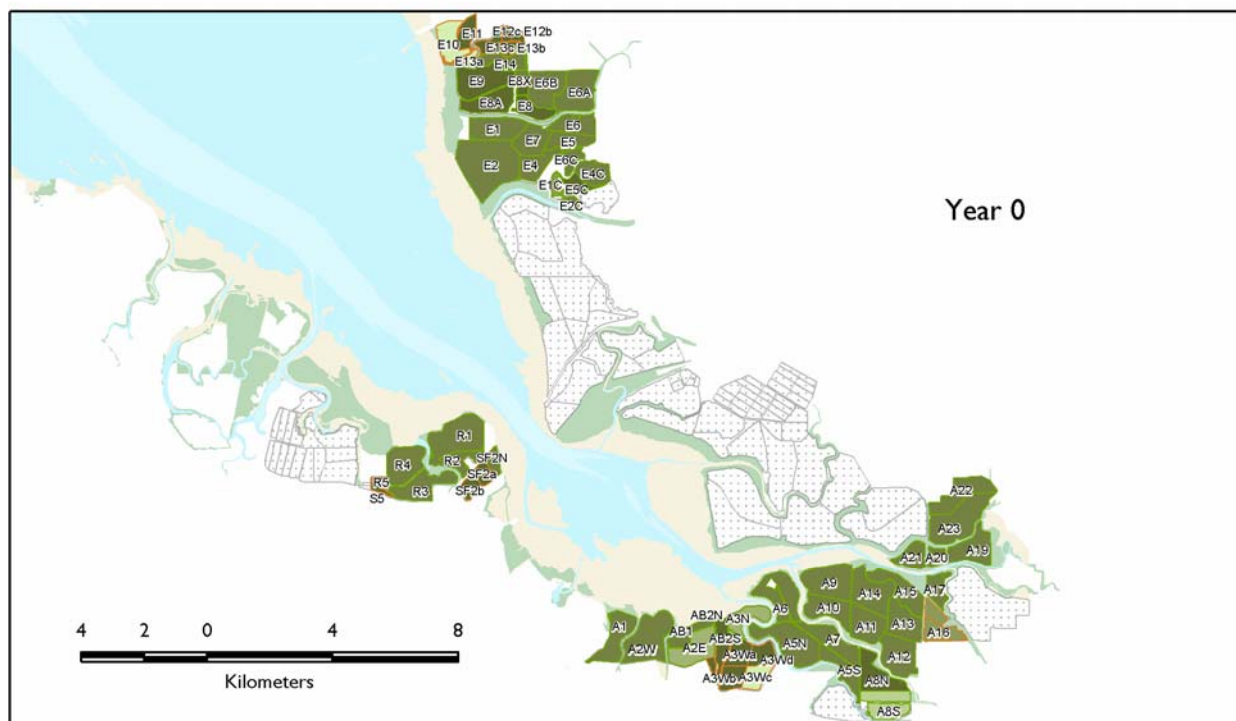 E11
E12c E12b
E10
E13c E13b
E13a E14
E9 E8X E6B
E6A
E8A E8
E1 E6
E7 E5
E6C
E2 E4 E4C
E1C E5C
E2C
Year 0
R1
R2 SF2N
R4 SF2a
R5 R3 SF2b
S5
A22
A23
A21 A20 A19
A9 A14 A15 A17
AB2N A3N A6 A10
A1 AB1 AB2S A11 A13 A16
A2W A2E A5N A7
A3Wa A3Wd A12
A3Wb A3Wc A5S A8N
A8S
4 2 0 4 8
Kilometers